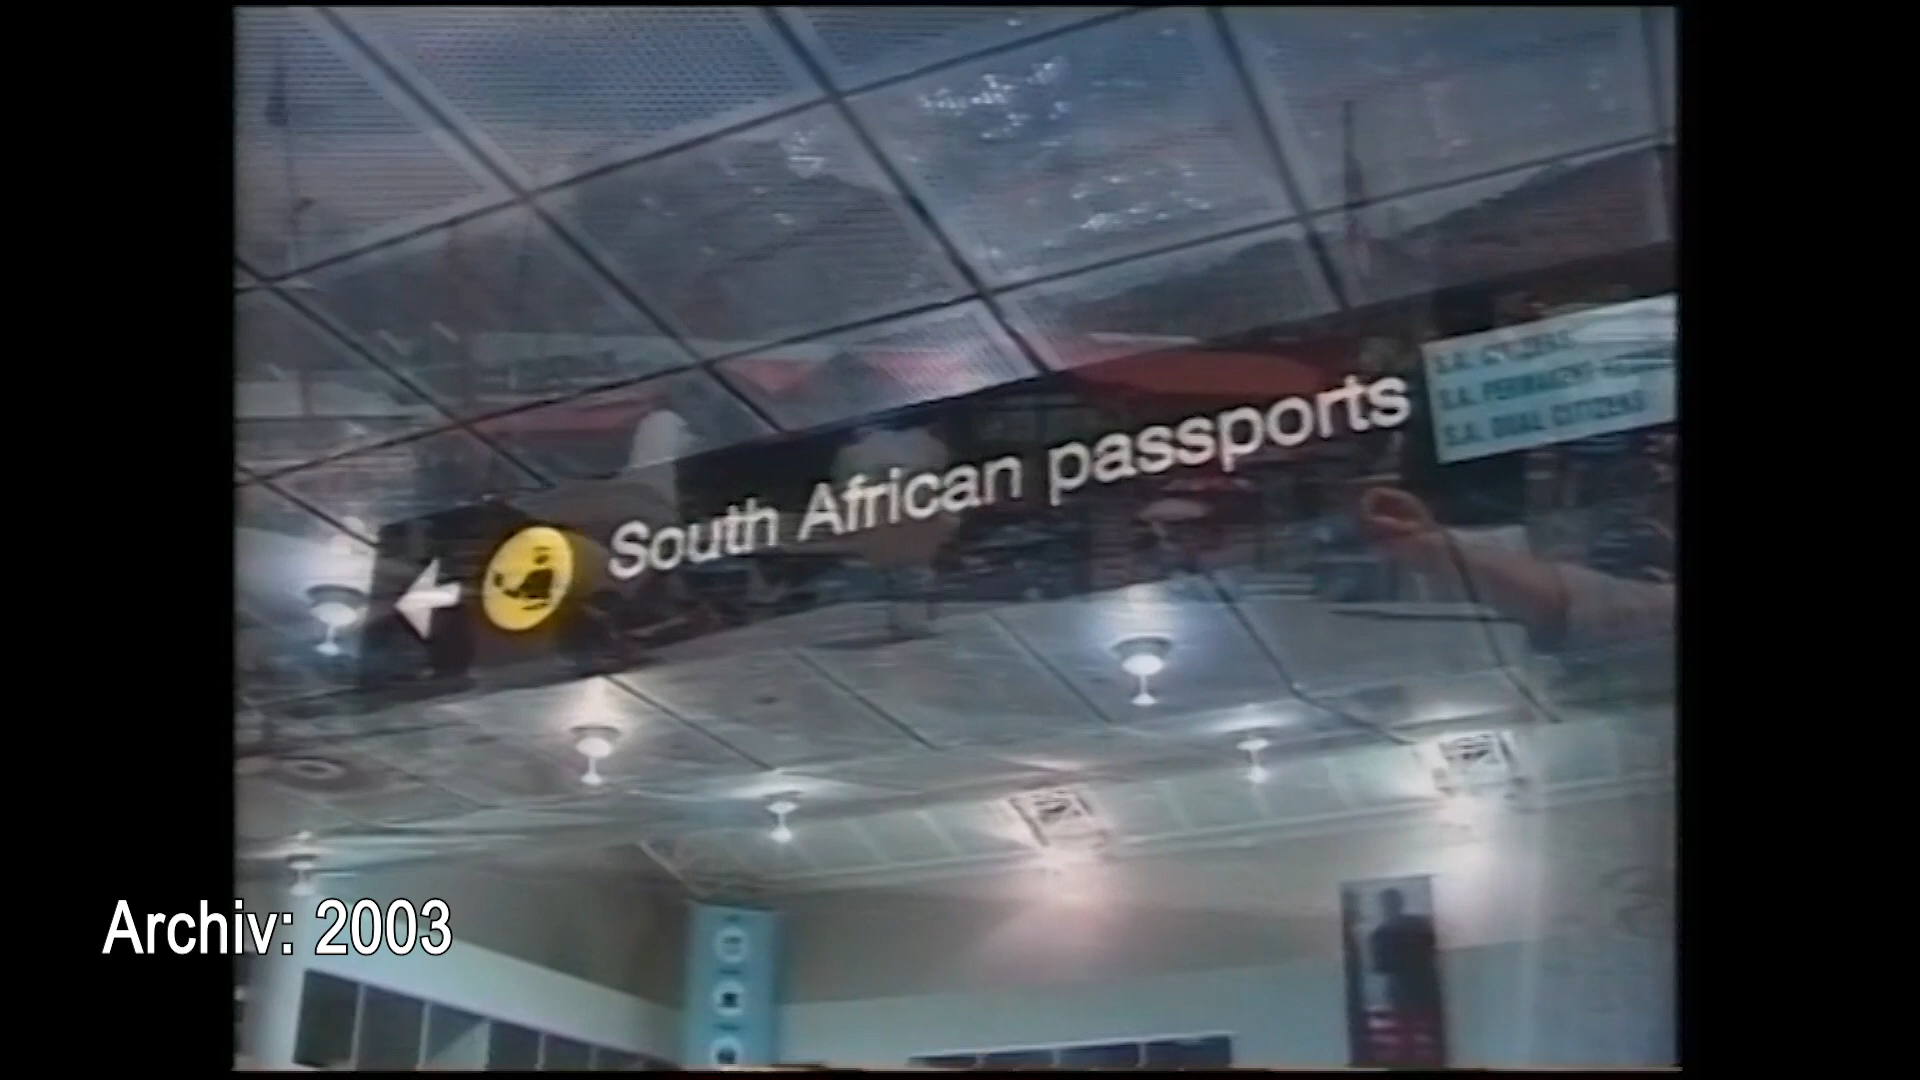 South African passports
S.A. CITIZENS
S.A. PERMANENT
S.A. DUAL CITIZENS
Archiv: 2003